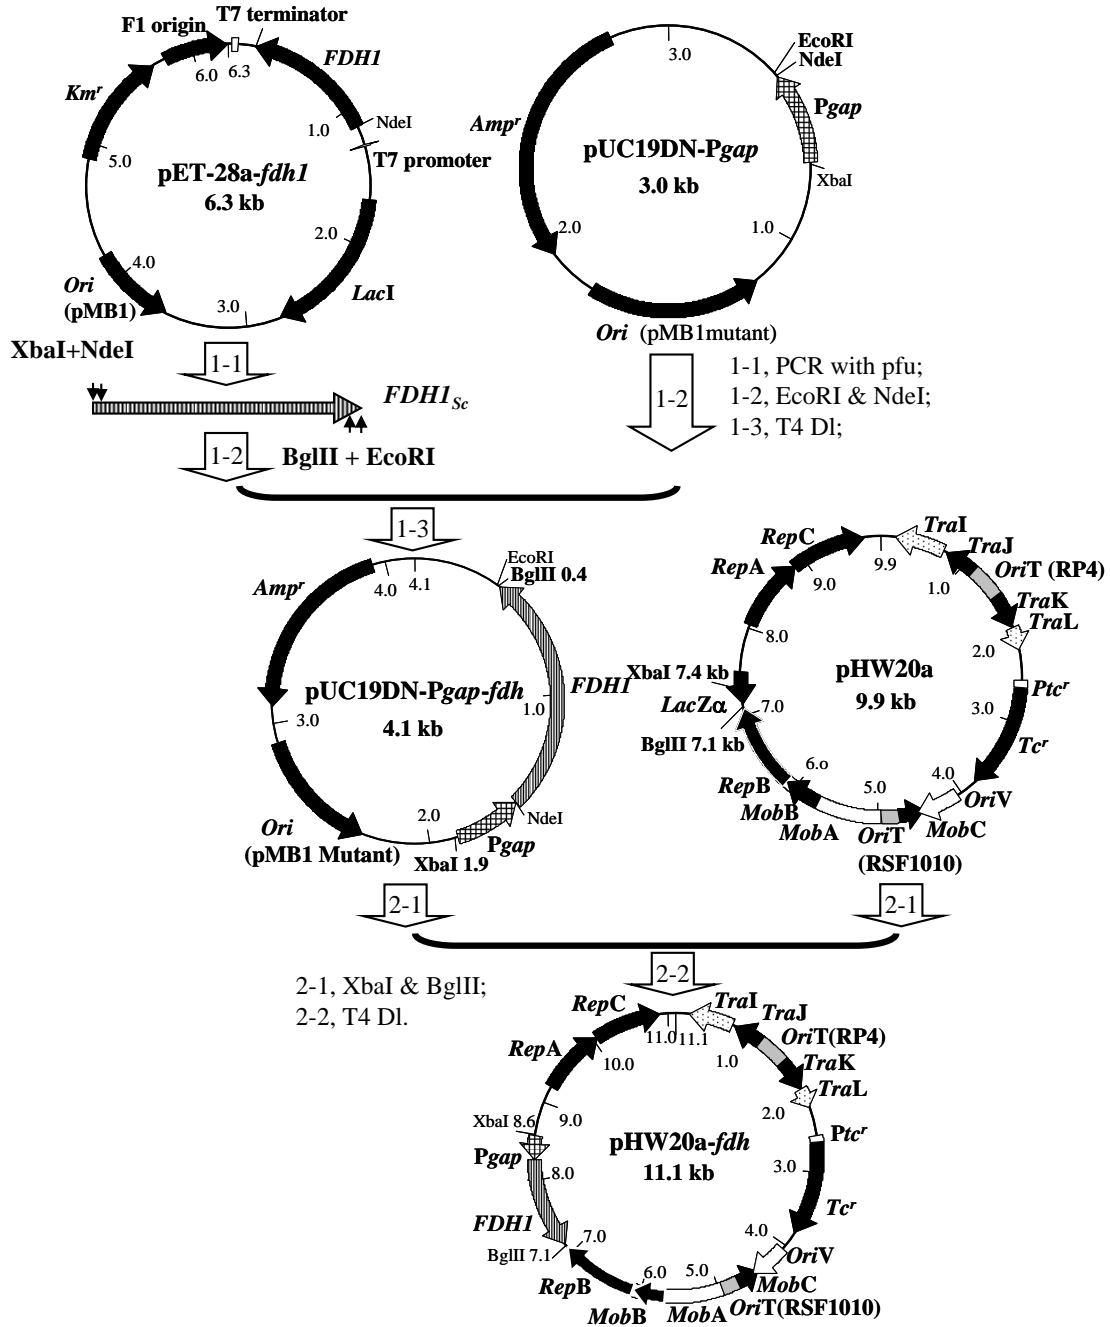 F1 origin
T7 terminator
FDH1
6.0
6.3
Kmr
NdeI
1.0
T7 promoter
5.0
pET-28a-fdh1
6.3 kb
2.0
4.0
Ori
(pMB1)
LacI
3.0
EcoRI
NdeI
3.0
Pgap
Ampr
pUC19DN-Pgap
3.0 kb
XbaI
2.0
1.0
Ori (pMB1mutant)
XbaI+NdeI
1-1
FDH1Sc
1-2
BglII + EcoRI
1-2
1-1, PCR with pfu;
1-2, EcoRI & NdeI;
1-3, T4 Dl;
1-3
EcoRI
BglII 0.4
Ampr
4.0
4.1
FDH1
pUC19DN-Pgap-fdh
4.1 kb
1.0
3.0
2.0
NdeI
Ori
(pMB1 Mutant)
Pgap
XbaI 1.9
TraI
RepC
TraJ
OriT (RP4)
RepA
9.9
9.0
1.0
TraK
TraL
8.0
2.0
XbaI 7.4 kb
pHW20a
9.9 kb
Ptcr
LacZα
7.0
3.0
BglII 7.1 kb
Tcr
6.o
5.0
4.0
RepB
OriV
MobB
MobA
OriT
(RSF1010)
MobC
2-1
2-1
2-1, XbaI & BglII;
2-2, T4 Dl.
2-2
RepC
TraI
TraJ
OriT(RP4)
11.0
11.1
RepA
10.0
1.0
TraK
TraL
9.0
2.0
XbaI 8.6
Pgap
pHW20a-fdh
11.1 kb
Ptcr
8.0
3.0
FDH1
Tcr
BglII 7.1
7.0
4.0
RepB
6.0
5.0
OriV
MobC
MobB
MobA
OriT(RSF1010)